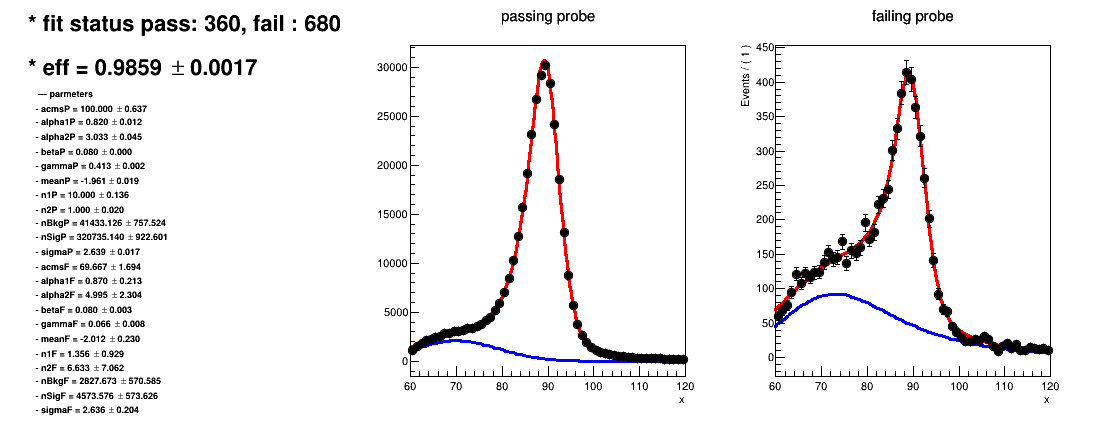 * fit status pass: 360, fail : 680
* eff = 0.9859 ± 0.0017
--- parmeters
- acmsP = 100.000 ± 0.637
- alpha1P = 0.820 ± 0.012
- alpha2P = 3.033 ± 0.045
- betaP = 0.080 ± 0.000
- gammaP = 0.413 ± 0.002
- meanP = -1.961 ± 0.019
- n1P = 10.000 ± 0.136
- n2P = 1.000 ± 0.020
- nBkgP = 41433.126 ± 757.524
- nSigP = 320735.140 ± 922.601
- sigmaP = 2.639 ± 0.017
- acmsF = 69.667 ± 1.694
- alpha1F = 0.870 ± 0.213
- alpha2F = 4.995 ± 2.304
- betaF = 0.080 ± 0.003
- gammaF = 0.066 ± 0.008
- meanF = -2.012 ± 0.230
- n1F = 1.356 ± 0.929
- n2F = 6.633 ± 7.062
- nBkgF = 2827.673 ± 570.585
- nSigF = 4573.576 ± 573.626
- sigmaF = 2.636 ± 0.204
passing probe
30000
25000
20000
15000
10000
5000
0
60 70 80 90 100 110 120
x
failing probe
Events / ( 1 )
450
400
350
300
250
200
150
100
50
0
60 70 80 90 100 110 120
x